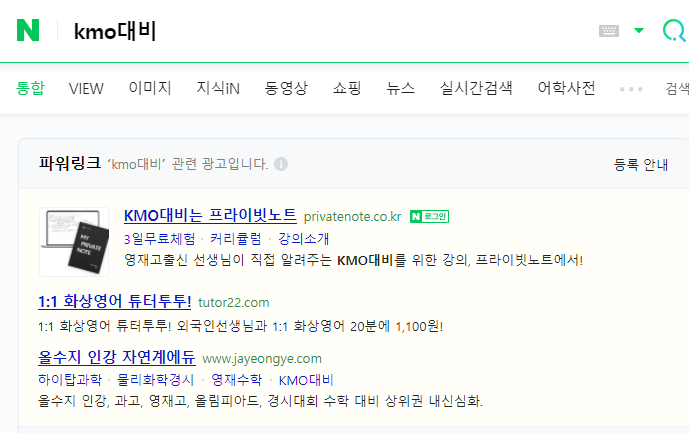 N kmo대비
통합 VIEW 이미지 지식iN 동영상 쇼핑 뉴스 실시간검색 어학사전 ••• 검색
파워링크 ‘kmo대비’ 관련 광고입니다. i 등록 안내
MY PRIVATE NOTE
KMO대비는 프라이빗노트 privatenote.co.kr N 로그인
3일무료체험 · 커리큘럼 · 강의소개
영재고출신 선생님이 직접 알려주는 KMO대비를 위한 강의, 프라이빗노트에서!
1:1 화상영어 튜터투투! tutor22.com
1:1 화상영어 튜터투투! 외국인선생님과 1:1 화상영어 20분에 1,100원!
올수지 인강 자연계에듀 www.jayeongye.com
하이탑과학 · 물리화학경시 · 영재수학 · KMO대비
올수지 인강, 과고, 영재고, 올림피아드, 경시대회 수학 대비 상위권 내신심화.